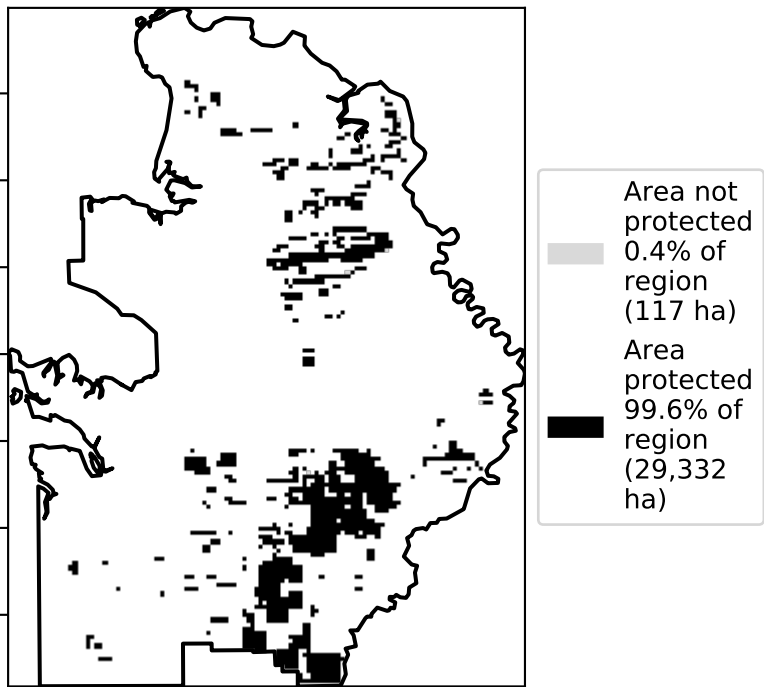 Area not
protected
0.4% of
region
(117 ha)
Area
protected
99.6% of
region
(29,332
ha)